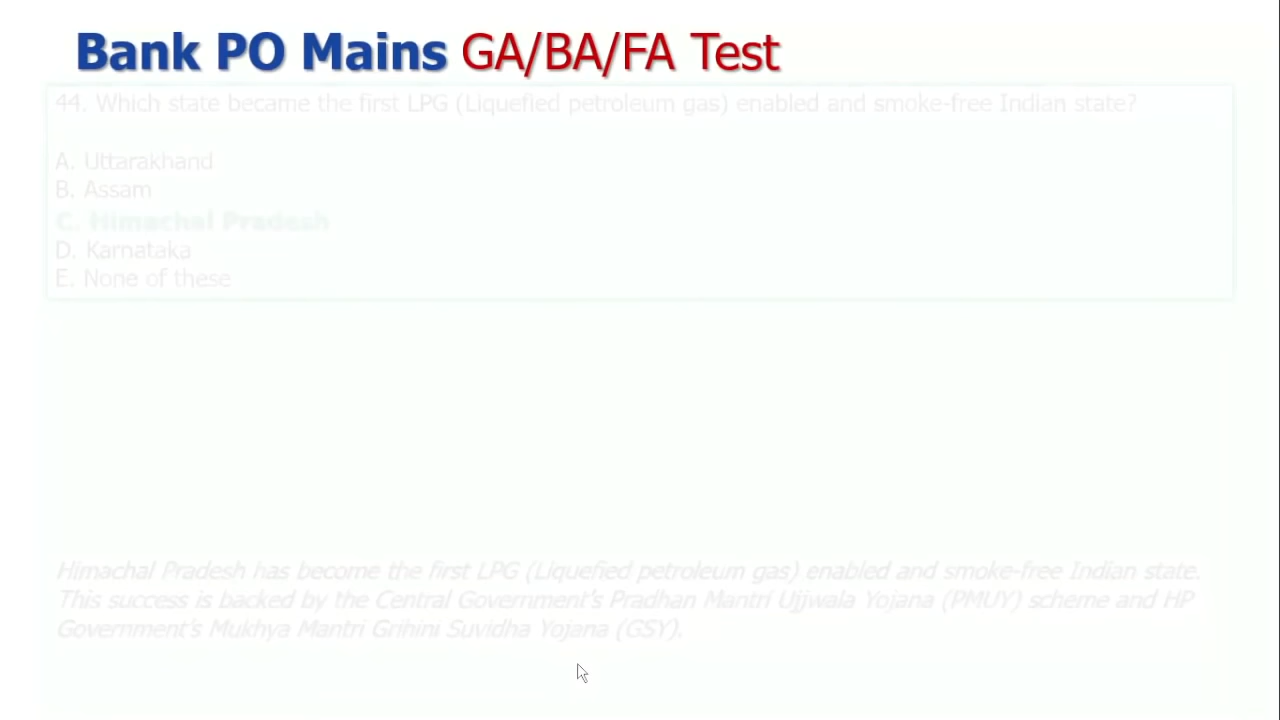 Bank PO Mains GA/BA/FA Test
44. Which state became the first LPG (Liquefied petroleum gas) enabled and smoke-free Indian state?
A. Uttarakhand
B. Assam
C. Himachal Pradesh
D. Karnataka
E. None of these
Himachal Pradesh has become the first LPG (Liquefied petroleum gas) enabled and smoke-free Indian state.
This success is backed by the Central Government's Pradhan Mantri Ujjwala Yojana (PMUY) scheme and HP
Government's Mukhya Mantri Grihini Suvidha Yojana (GSY).